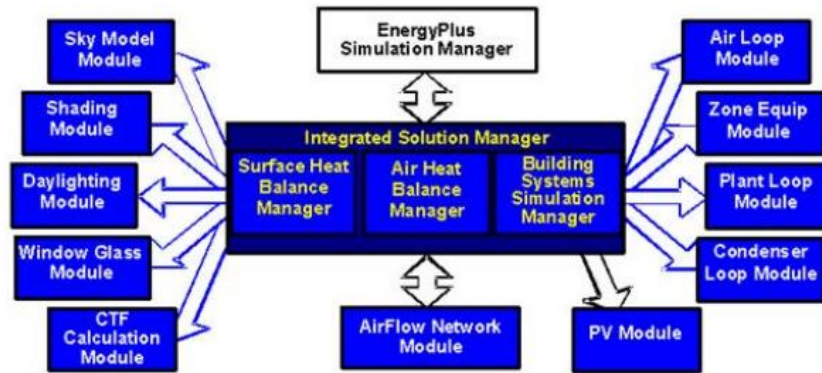 EnergyPlus
Simulation Manager
Sky Model
Module
Shading
Module
Daylighting
Module
Window Glass
Module
CTF
Calculation
Module
Integrated Solution Manager
Surface Heat
Balance
Manager
Air Heat
Balance
Manager
Building
Systems
Simulation
Manager
Air Loop
Module
Zone Equip
Module
Plant Loop
Module
Condenser
Loop Module
AirFlow Network
Module
PV Module